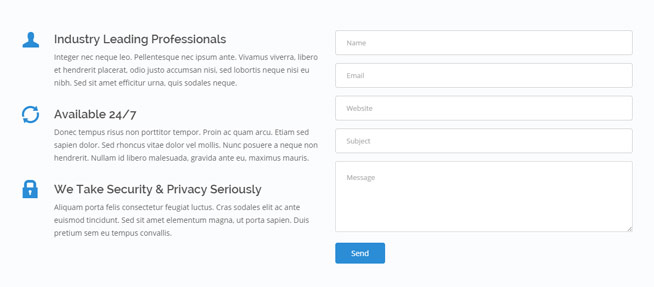 Industry Leading Professionals
Integer nec neque leo. Pellentesque nec ipsum ante. Vivamus viverra, libero
et hendrerit placerat, odio justo accumsan nisi, sed lobortis neque nisi eu
nibh. Sed sit amet efficitur urna, quis sodales neque.
Available 24/7
Donec tempus risus non porttitor tempor. Proin ac quam arcu. Etiam sed
sapien dolor. Sed rhoncus vitae dolor vel mollis. Nunc posuere a neque non
hendrerit. Nullam id libero malesuada, gravida ante eu, maximus mauris.
We Take Security & Privacy Seriously
Aliquam porta felis consectetur feugiat luctus. Cras sodales elit ac ante
euismod tincidunt. Sed sit amet elementum magna, ut porta sapien. Duis
pretium sem eu tempus convallis.
Name
Email
Website
Subject
Message
Send